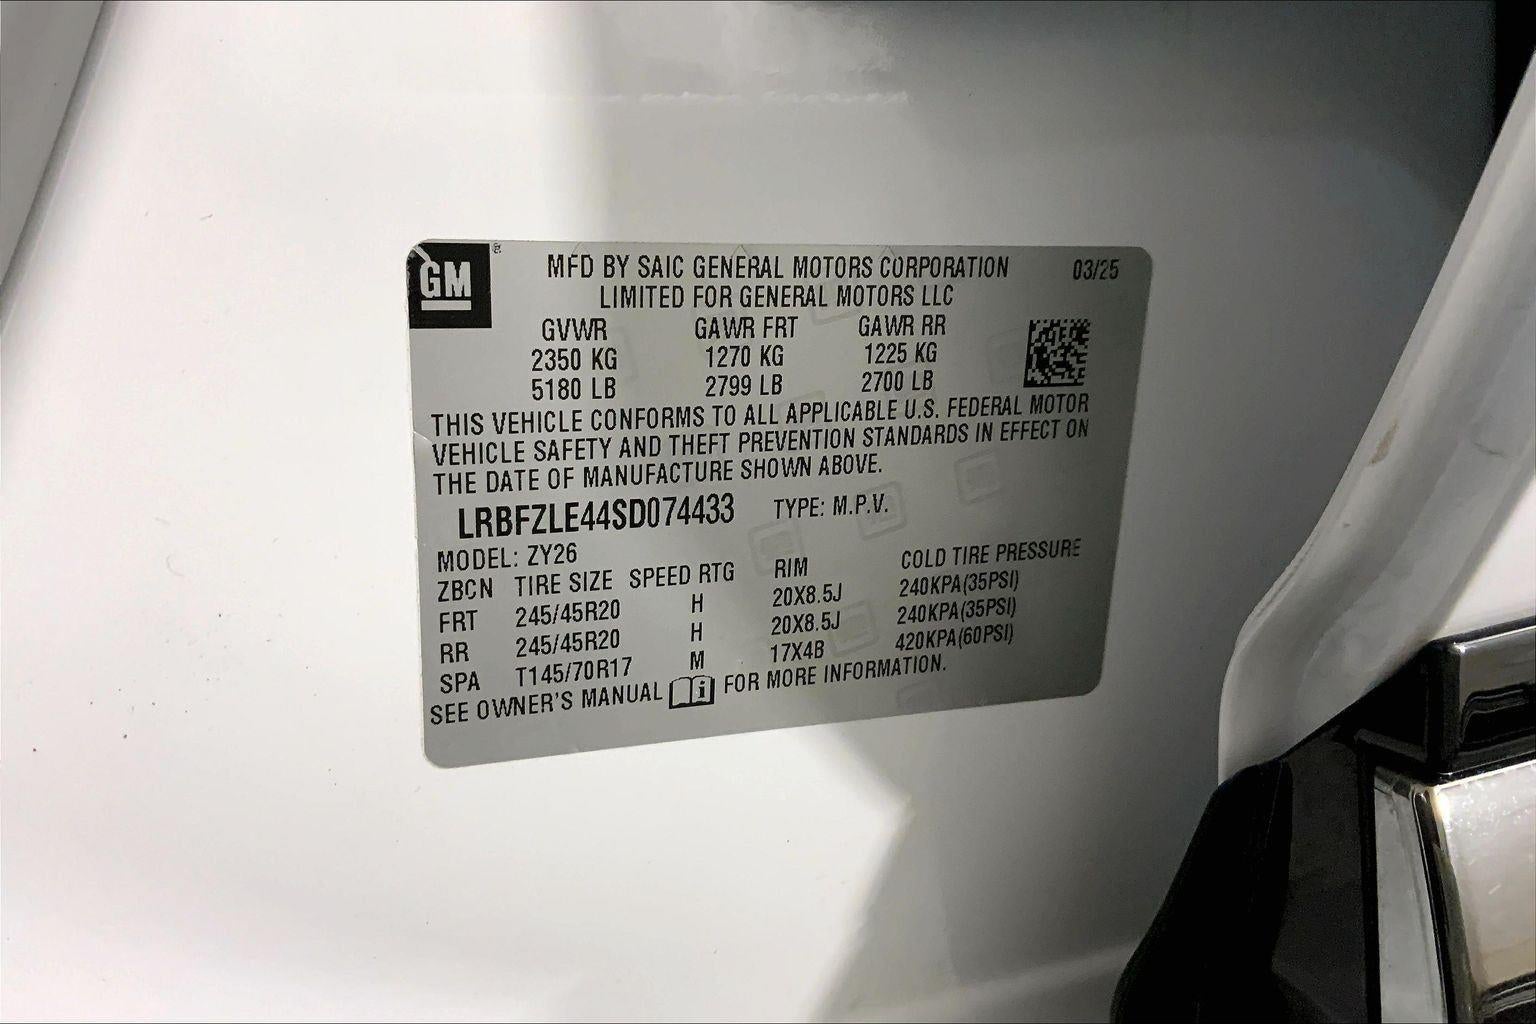 GM
MFD BY SAIC GENERAL MOTORS CORPORATION 03/25
LIMITED FOR GENERAL MOTORS LLC
GVWR GAWR FRT GAWR RR
2350 KG 1270 KG 1225 KG
5180 LB 2799 LB 2700 LB
THIS VEHICLE CONFORMS TO ALL APPLICABLE U.S. FEDERAL MOTOR
VEHICLE SAFETY AND THEFT PREVENTION STANDARDS IN EFFECT ON
THE DATE OF MANUFACTURE SHOWN ABOVE.
LRBFZLE44SD074433 TYPE: M.P.V.
MODEL: ZY26
ZBCN TIRE SIZE SPEED RTG RIM COLD TIRE PRESSURE
FRT 245/45R20 H 20X8.5J 240KPA(35PSI)
RR 245/45R20 H 20X8.5J 240KPA(35PSI)
SPA T145/70R17 M 17X4B 420KPA(60PSI)
SEE OWNER'S MANUAL i FOR MORE INFORMATION.